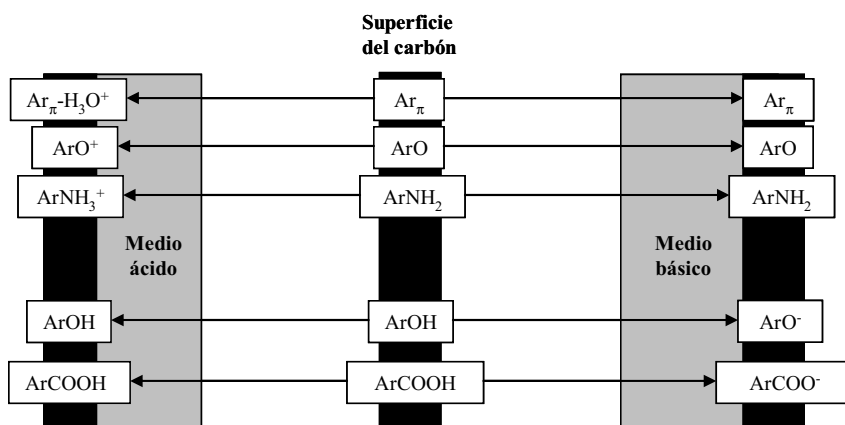 Superficie
del carbón
Arπ-H₃O⁺ Arπ Arπ
ArO⁺ ArO ArO
ArNH₃⁺ ArNH₂ ArNH₂
Medio
ácido
Medio
básico
ArOH ArOH ArO⁻
ArCOOH ArCOOH ArCOO⁻